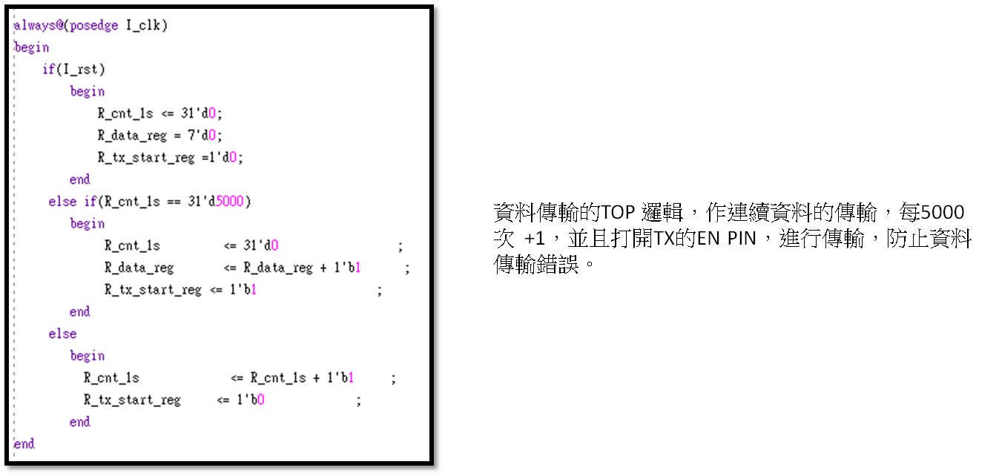 always@(posedge I_clk)
begin
if(I_rst)
begin
R_cnt_1s <= 31'd0;
R_data_reg = 7'd0;
R_tx_start_reg =1'd0;
end
else if(R_cnt_1s == 31'd5000)
begin
R_cnt_1s <= 31'd0 ;
R_data_reg <= R_data_reg + 1'b1 ;
R_tx_start_reg <= 1'b1 ;
end
else
begin
R_cnt_1s <= R_cnt_1s + 1'b1 ;
R_tx_start_reg <= 1'b0 ;
end
end
資料傳輸的TOP 邏輯，作連續資料的傳輸，每5000
次 +1，並且打開TX的EN PIN，進行傳輸，防止資料
傳輸錯誤。